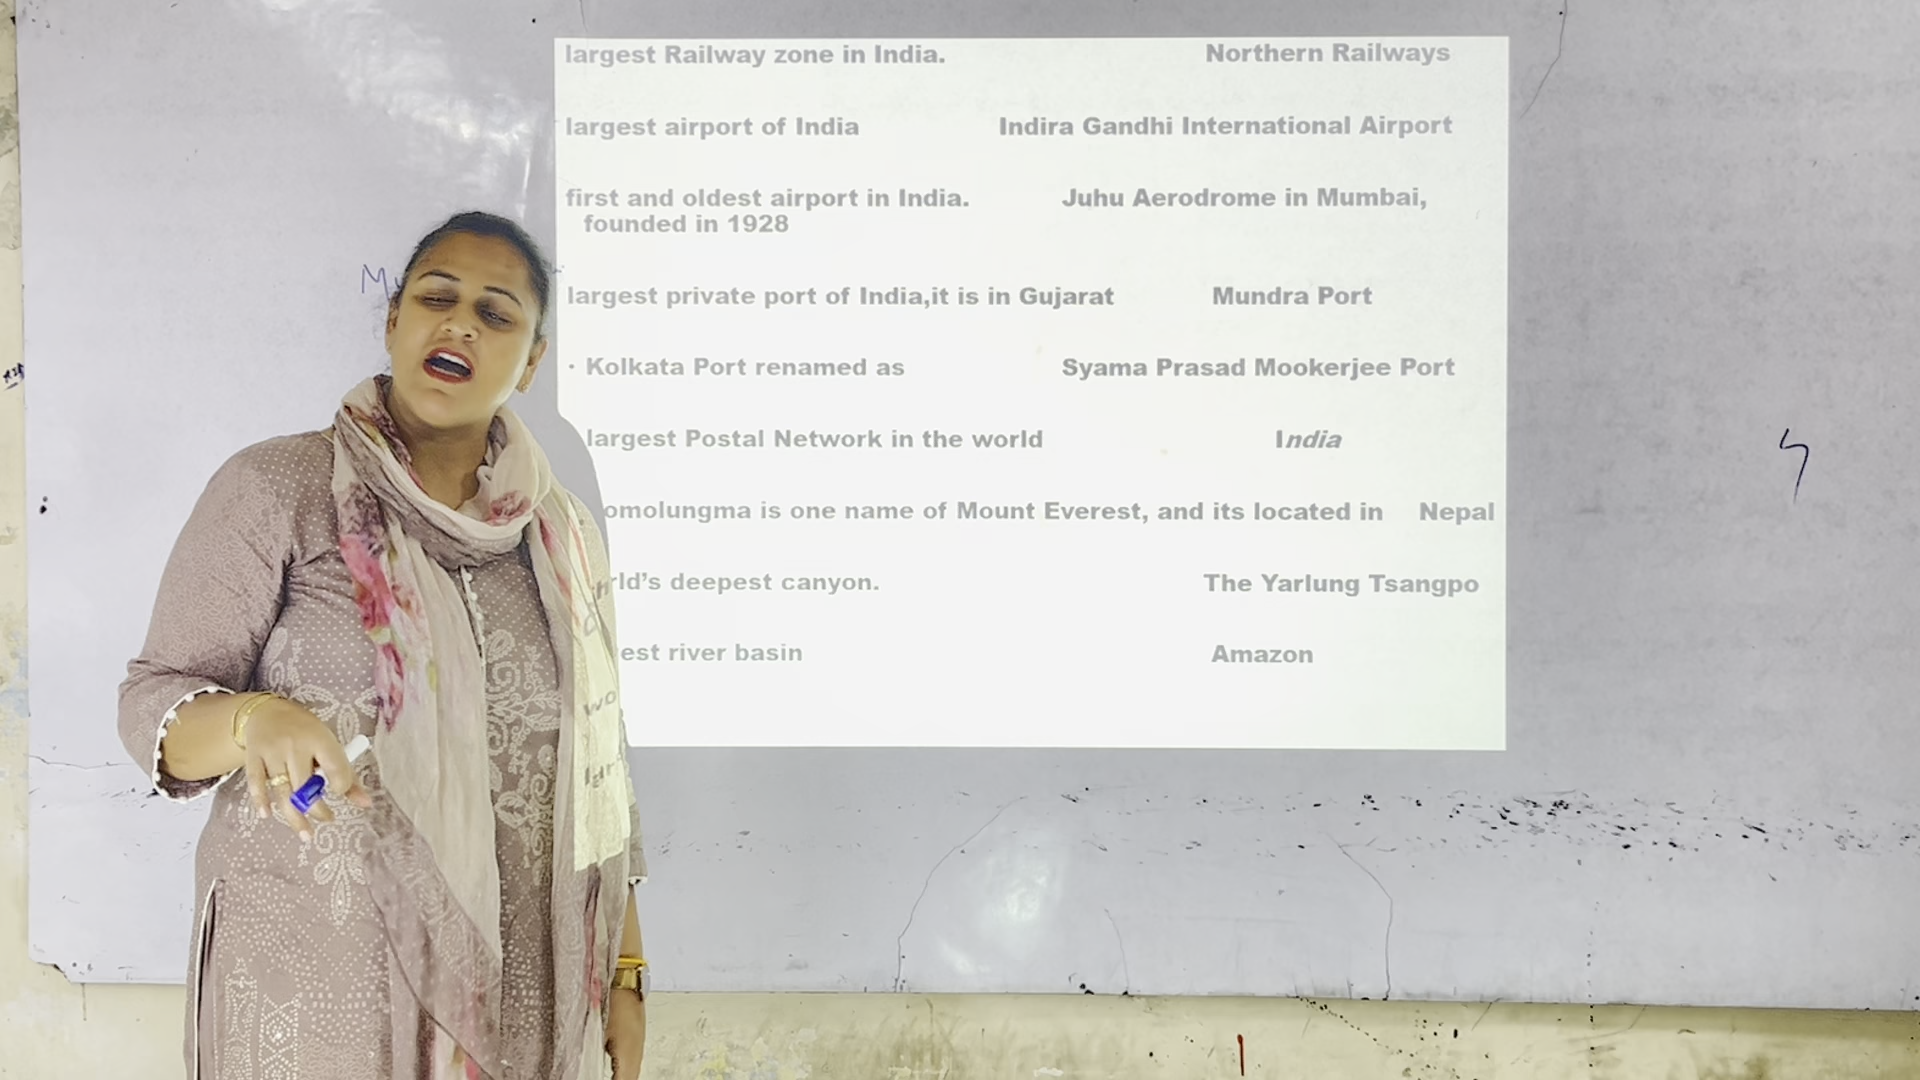 largest Railway zone in India. Northern Railways
largest airport of India Indira Gandhi International Airport
first and oldest airport in India. Juhu Aerodrome in Mumbai,
founded in 1928
largest private port of India,it is in Gujarat Mundra Port
· Kolkata Port renamed as Syama Prasad Mookerjee Port
largest Postal Network in the world India
omolungma is one name of Mount Everest, and its located in Nepal
rld’s deepest canyon. The Yarlung Tsangpo
est river basin Amazon